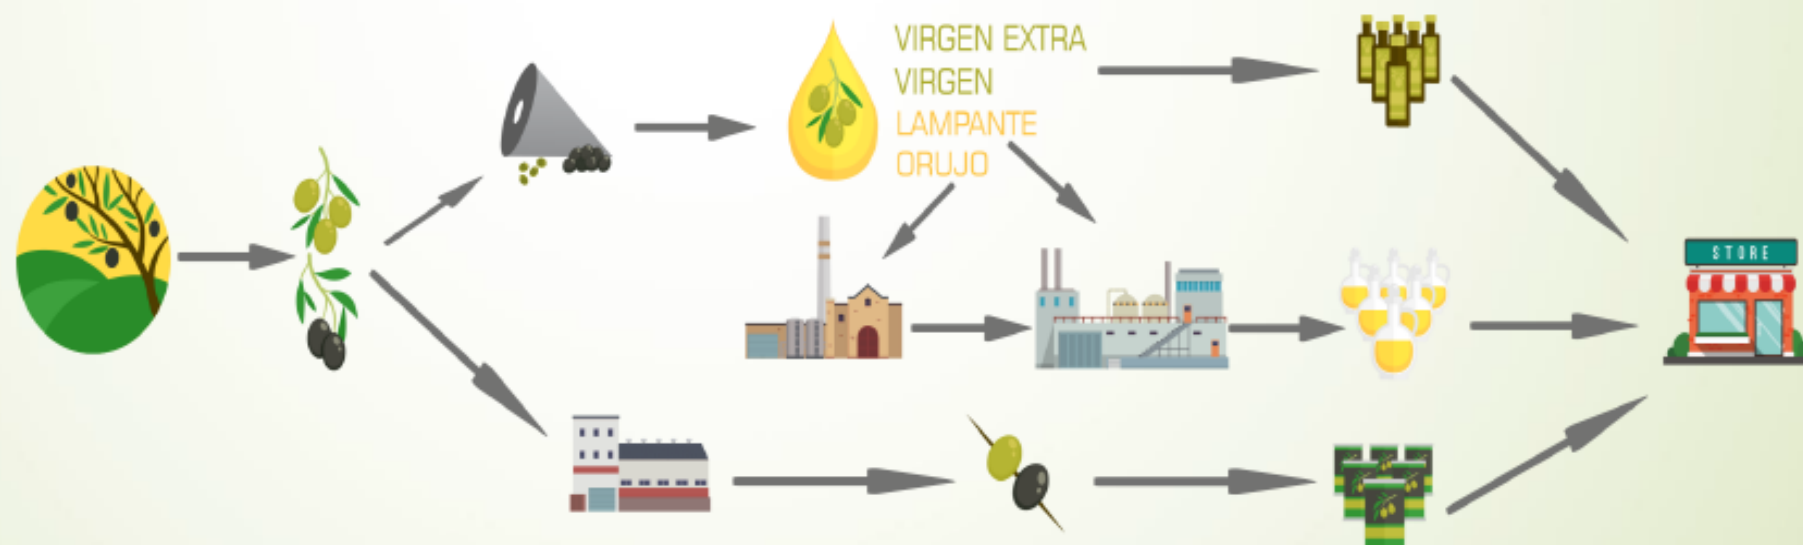 VIRGEN EXTRA
VIRGEN
LAMPANTE
ORUJO
STORE